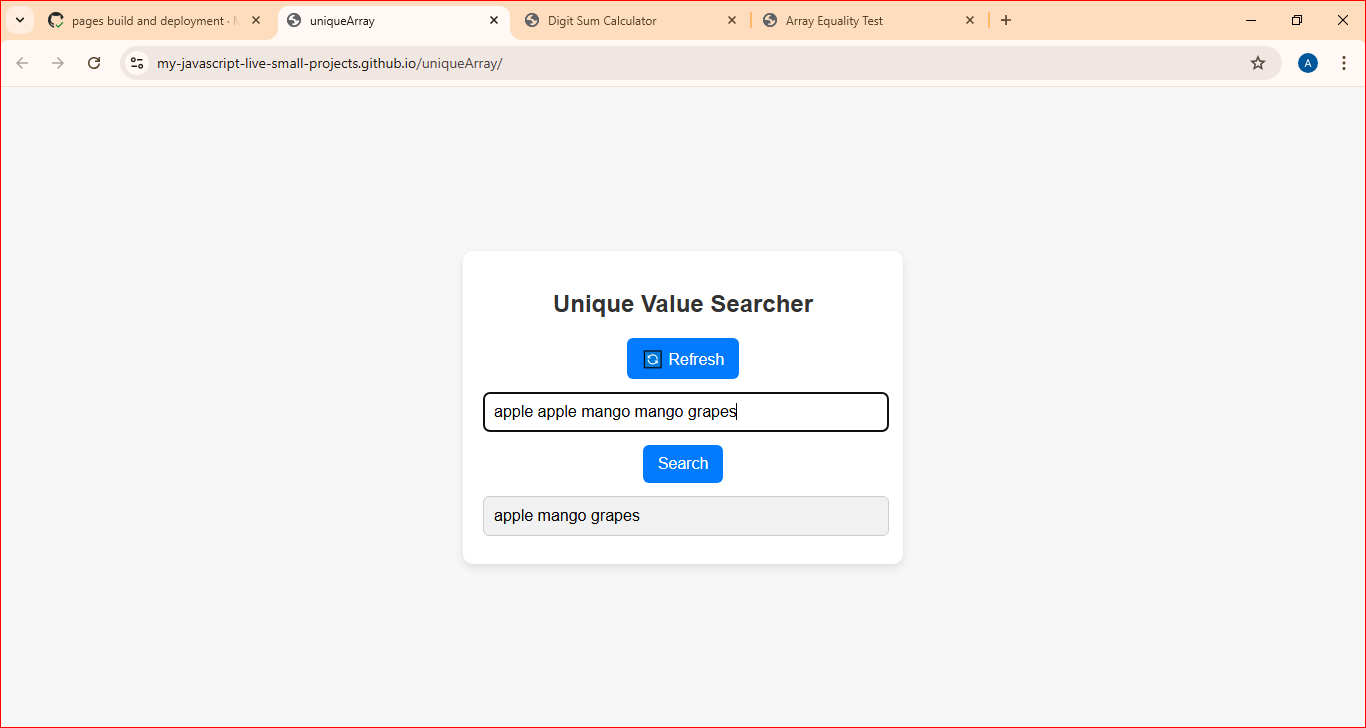 pages build and deployment ·
uniqueArray
Digit Sum Calculator
Array Equality Test
my-javascript-live-small-projects.github.io/uniqueArray/
A
Unique Value Searcher
Refresh
apple apple mango mango grapes
Search
apple mango grapes